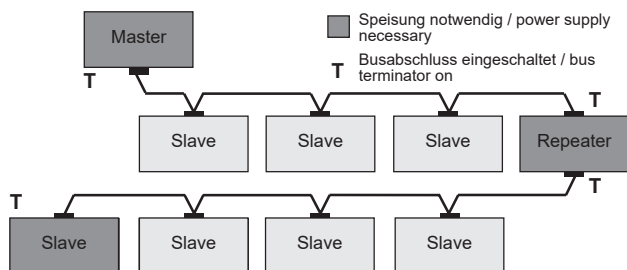 Master
Speisung notwendig / power supply
necessary
T
T
Busabschluss eingeschaltet / bus
terminator on
T
Slave
Slave
Slave
Repeater
T
T
Slave
Slave
Slave
Slave